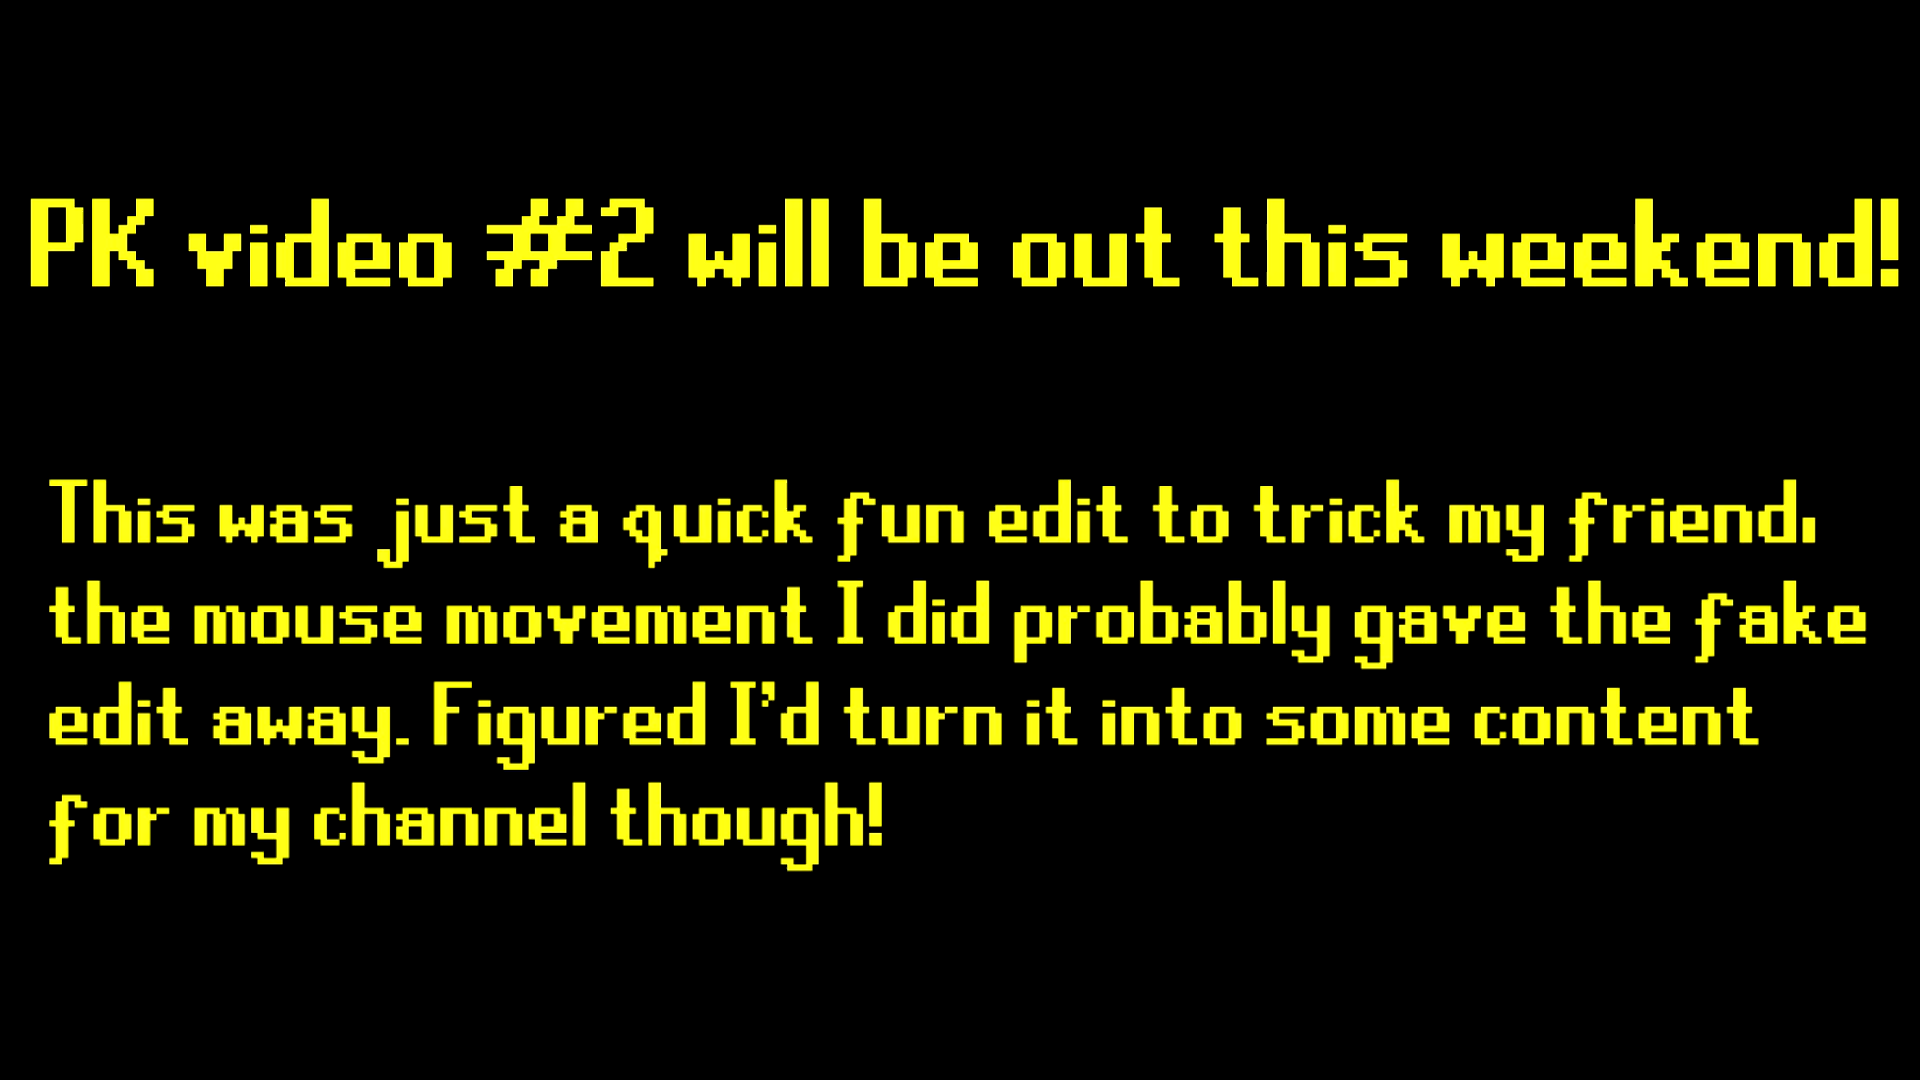 PK video #2 will be out this weekend!
This was just a quick fun edit to trick my friend,
the mouse movement I did probably gave the fake
edit away. Figured I'd turn it into some content
for my channel though!